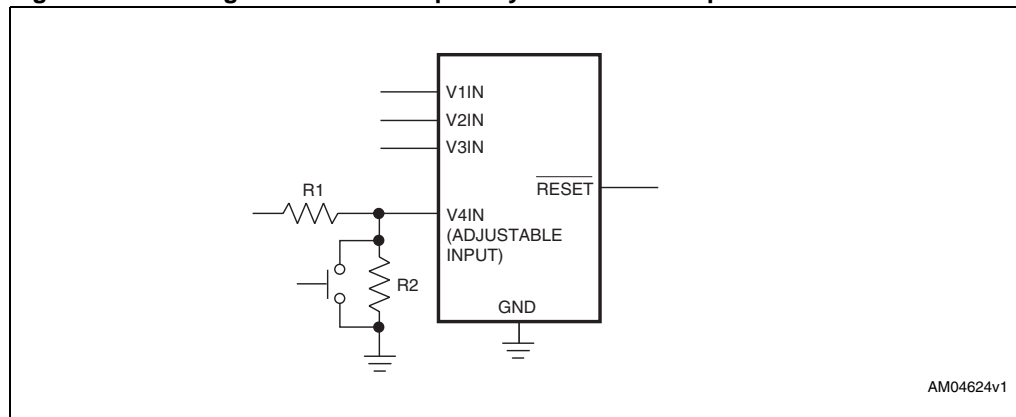 V1IN
V2IN
V3IN
RESET
R1
V4IN
(ADJUSTABLE
INPUT)
R2
GND
AM04624v1